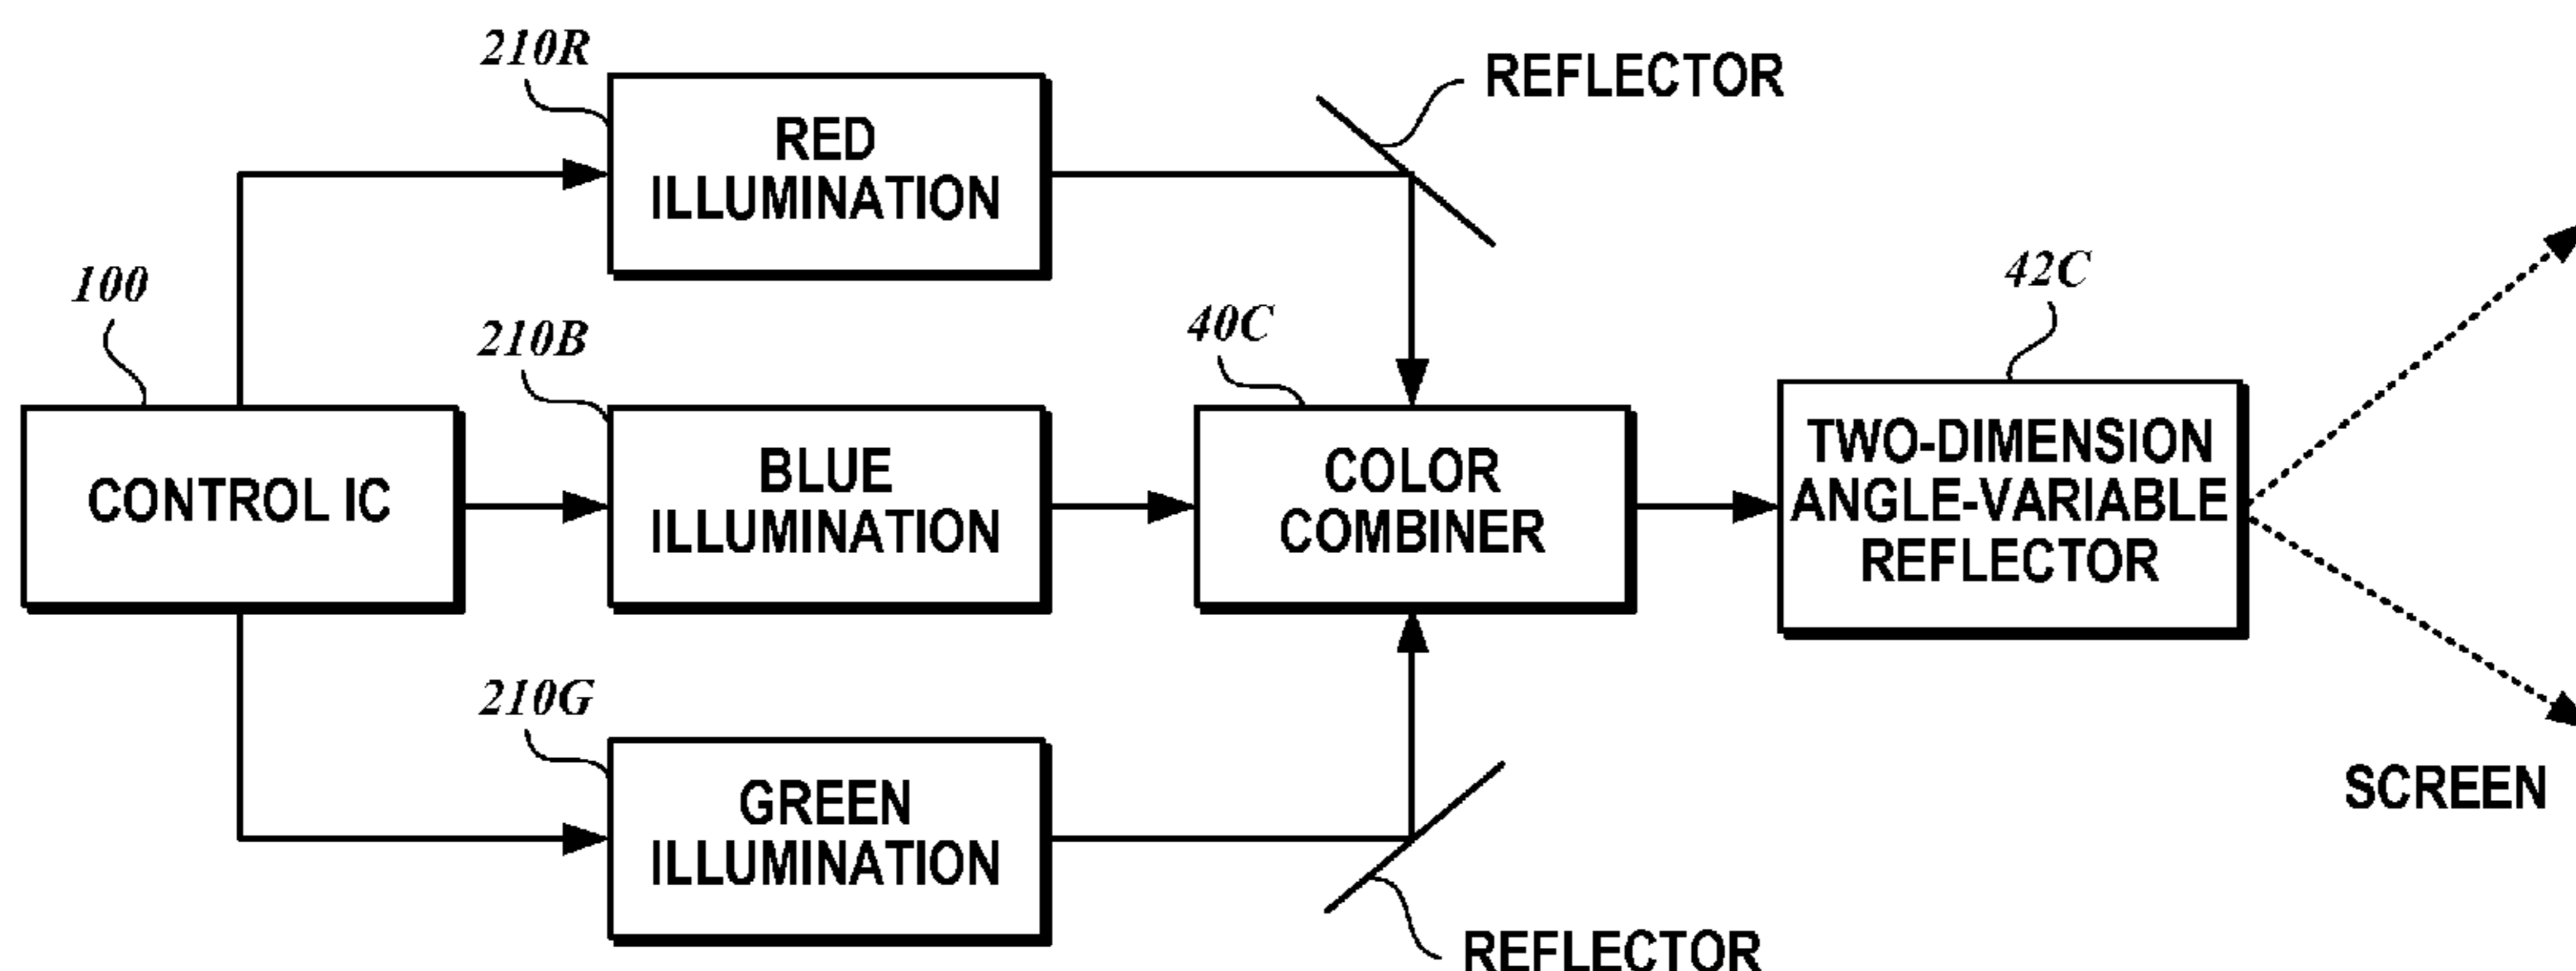 210R
REFLECTOR
RED
ILLUMINATION
100
42C
40C
210B
CONTROL IC
BLUE
ILLUMINATION
COLOR
COMBINER
TWO-DIMENSION
ANGLE-VARIABLE
REFLECTOR
210G
SCREEN
GREEN
ILLUMINATION
REFLECTOR